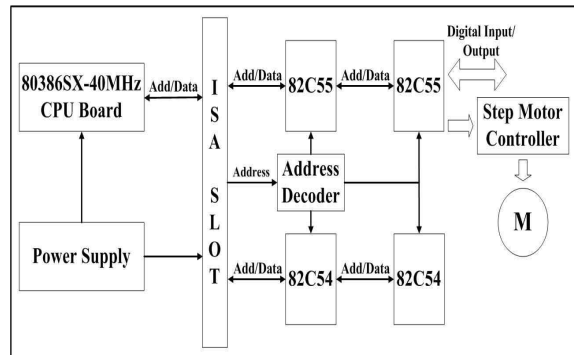 Digital Input/
Output
80386SX-40MHz
CPU Board
Add/Data
I
S
A
S
L
O
T
Add/Data
82C55
Add/Data
82C55
Step Motor
Controller
Address
Address
Decoder
M
Power Supply
Add/Data
82C54
Add/Data
82C54